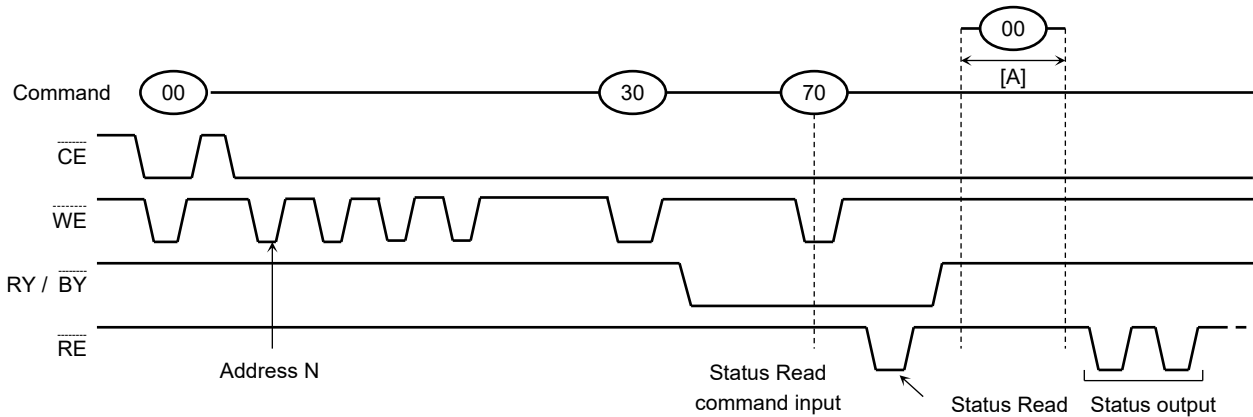 00
[A]
Command 00 30 70
CE
WE
RY / BY
RE
Address N
Status Read
command input
Status Read
Status output